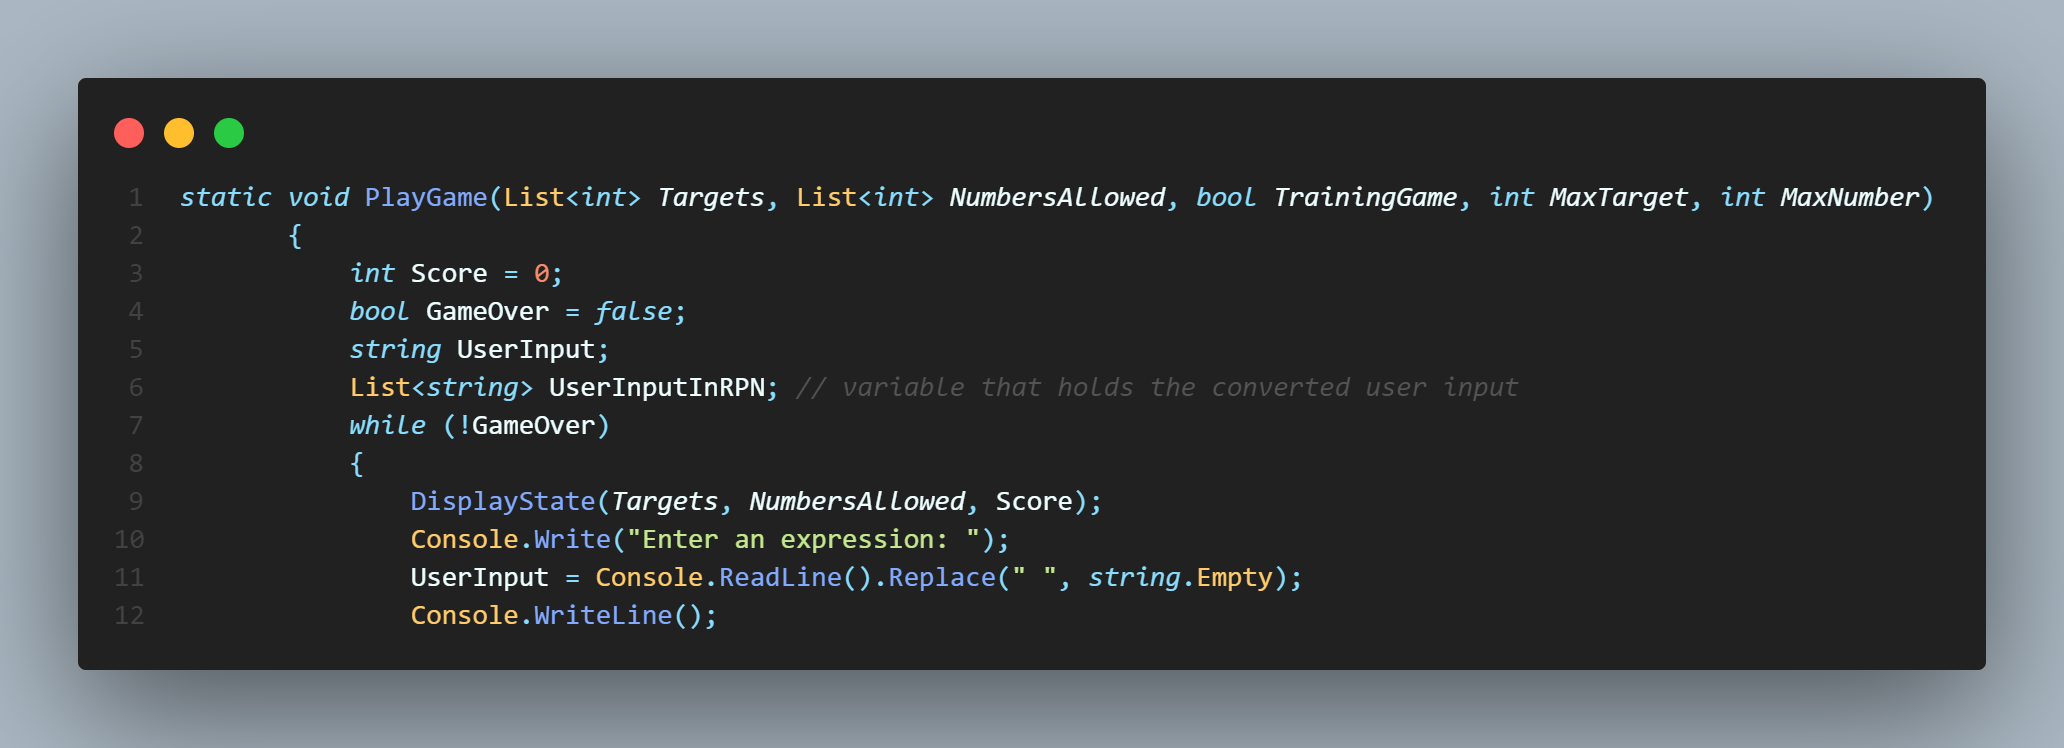 1 static void PlayGame(List<int> Targets, List<int> NumbersAllowed, bool TrainingGame, int MaxTarget, int MaxNumber)
2 {
3 int Score = 0;
4 bool GameOver = false;
5 string UserInput;
6 List<string> UserInputInRPN; // variable that holds the converted user input
7 while (!GameOver)
8 {
9 DisplayState(Targets, NumbersAllowed, Score);
10 Console.Write("Enter an expression: ");
11 UserInput = Console.ReadLine().Replace(" ", string.Empty);
12 Console.WriteLine();